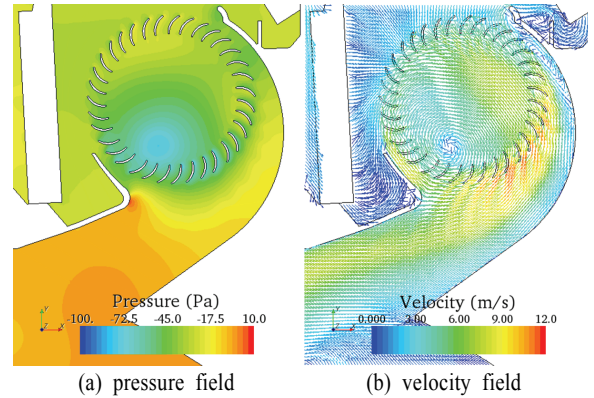 Pressure (Pa)
-100. -72.5 -45.0 -17.5 10.0
Y
Z X
(a) pressure field
Velocity (m/s)
0.000 3.00 6.00 9.00 12.0
Y
Z X
(b) velocity field